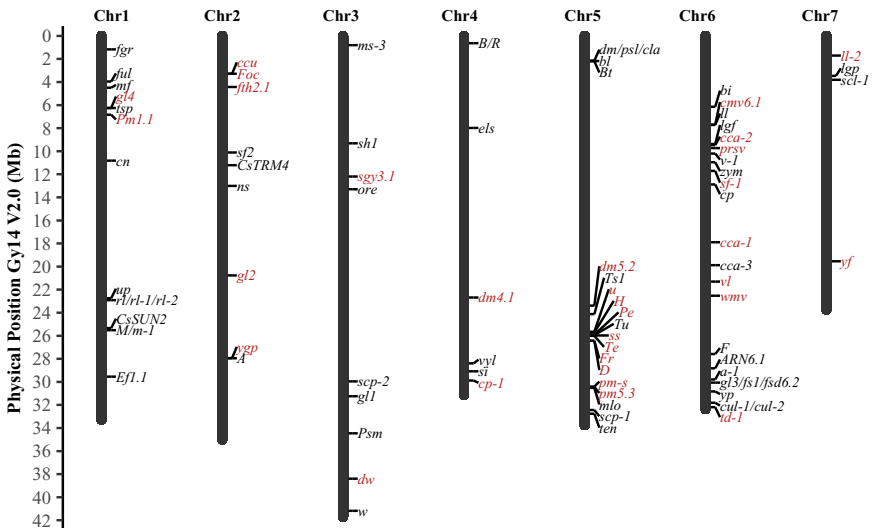 Chr1 Chr2 Chr3 Chr4 Chr5 Chr6 Chr7
Physical Position Gy14 V2.0 (Mb)
0
2
4
6
8
10
12
14
16
18
20
22
24
26
28
30
32
34
36
38
40
42
fgr
ful
mf
gl4
tsp
Pm1.1
cn
up
rl/rl-1/rl-2
CsSUN2
M/m-1
Ef1.1
ccu
Foc
fth2.1
sf2
CsTRM4
ns
gl2
ygp
A
ms-3
sh1
sgy3.1
ore
scp-2
gl1
Psm
dw
w
B/R
els
dm4.1
vyl
si
cp-1
dm/psl/cla
bl
Bt
dm5.2
Ts1
u
H
Pe
Tu
ss
Te
Fr
D
pm-s
pm5.3
mlo
scp-1
ten
bi
cmv6.1
ll
lgf
cca-2
prsv
v-1
zym
sf-1
cp
cca-1
cca-3
vl
wmv
F
ARN6.1
a-1
gl3/fs1/fsd6.2
yp
cul-1/cul-2
td-1
ll-2
lgp
scl-1
yf